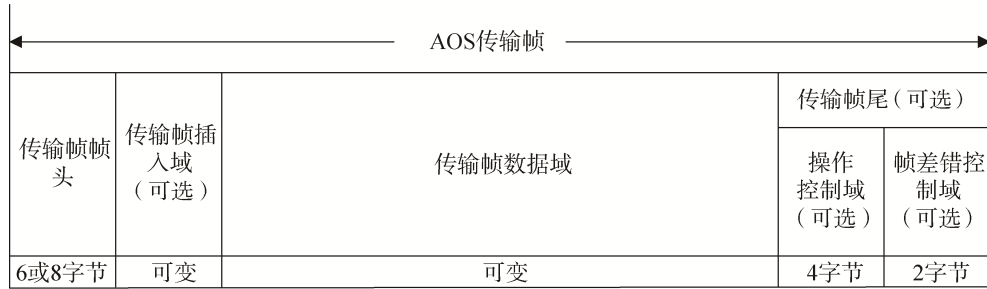 AOS传输帧
传输帧帧
头
传输帧插
入域
（可选）
传输帧数据域
传输帧尾（可选）
操作
控制域
（可选）
帧差错控
制域
（可选）
6或8字节
可变
可变
4字节
2字节